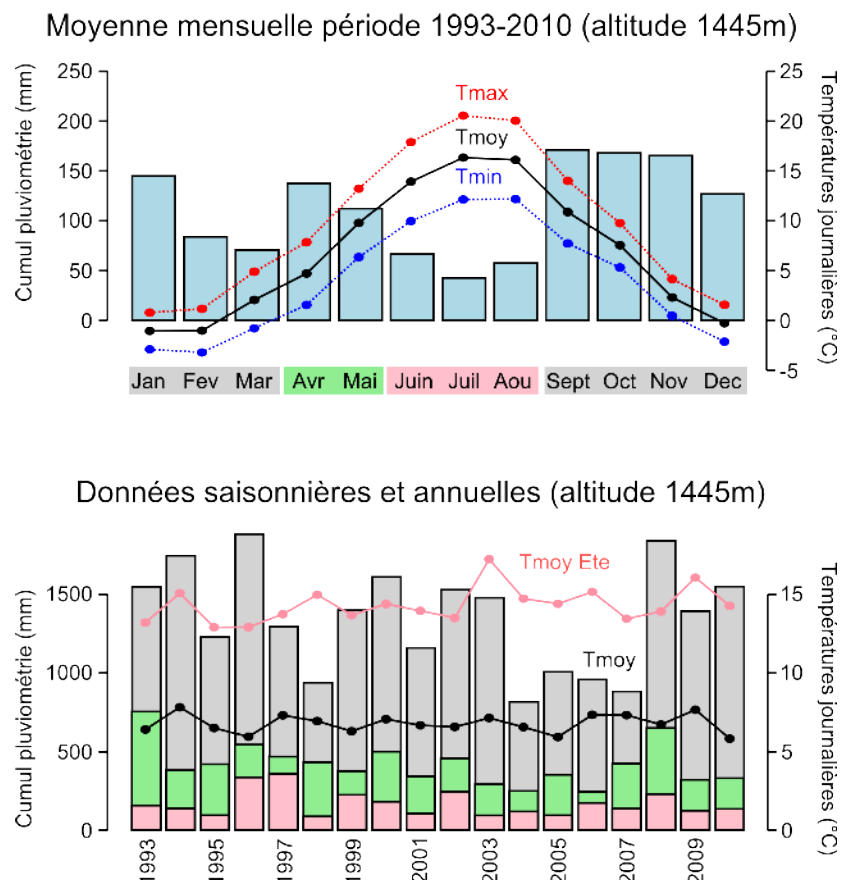 Moyenne mensuelle période 1993-2010 (altitude 1445m)
Cumul pluviométrie (mm)
250
200
150
100
50
0
Tmax
Tmoy
Tmin
25
20
15
10
5
0
-5
Températures journalières (°C)
Jan Fev Mar Avr Mai Juin Juil Aou Sept Oct Nov Dec
Données saisonnières et annuelles (altitude 1445m)
Cumul pluviométrie (mm)
1500
1000
500
0
Tmoy Ete
Tmoy
15
10
5
0
Températures journalières (°C)
1993 1995 1997 1999 2001 2003 2005 2007 2009